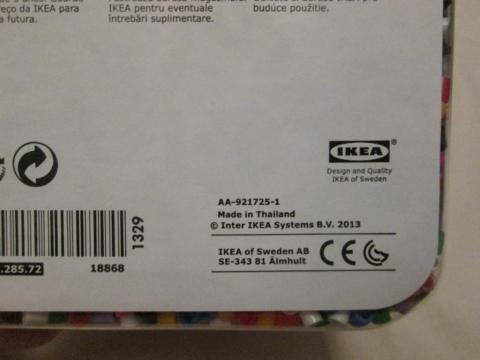 reço da IKEA para
a futura.
IKEA pentru eventuale
întrebări suplimentare.
budúce použitie.
IKEA®
Design and Quality
IKEA of Sweden
AA-921725-1
Made in Thailand
© Inter IKEA Systems B.V. 2013
1329
IKEA of Sweden AB
SE-343 81 Älmhult
CE
.285.72
18868